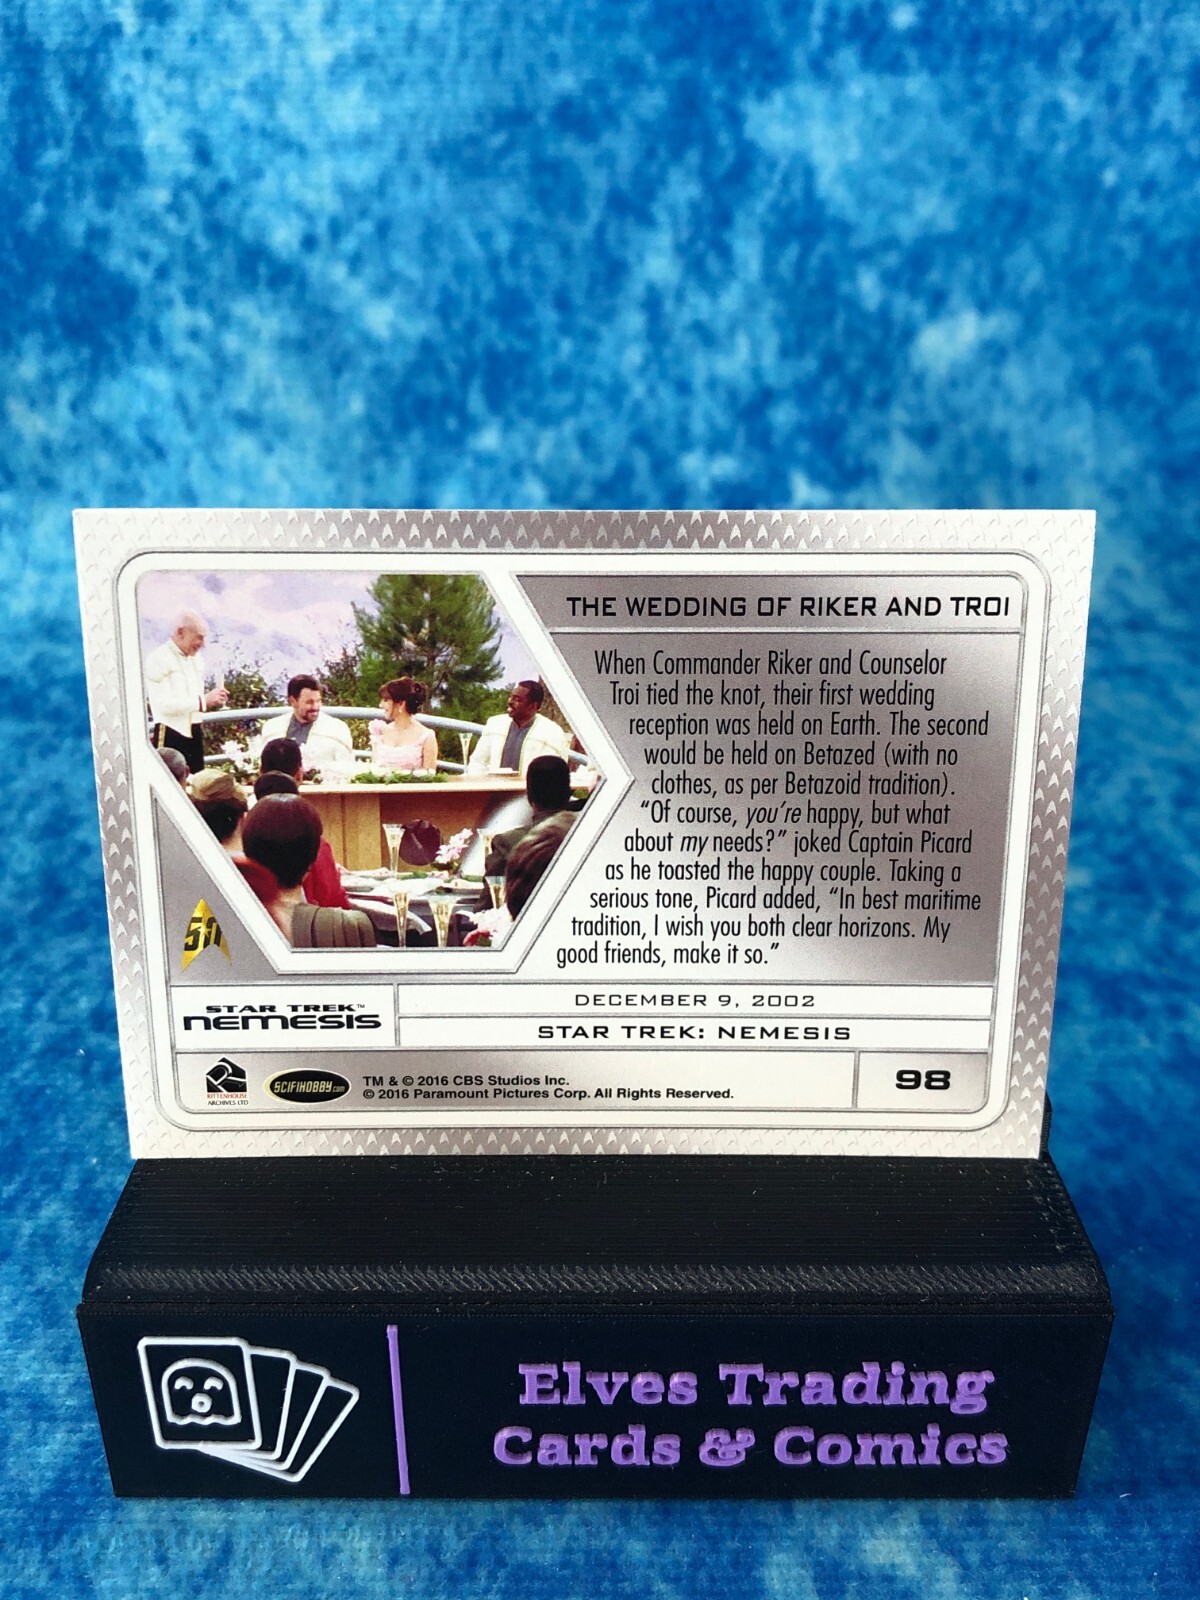 THE WEDDING OF RIKER AND TROI
When Commander Riker and Counselor
Troi tied the knot, their first wedding
reception was held on Earth. The second
would be held on Betazed (with no
clothes, as per Betazoid tradition).
“Of course, you’re happy, but what
about my needs?” joked Captain Picard
as he toasted the happy couple. Taking a
serious tone, Picard added, “In best maritime
tradition, I wish you both clear horizons. My
good friends, make it so.”
50
STAR TREK™
NEMESIS
DECEMBER 9, 2002
STAR TREK: NEMESIS
RITTENHOUSE
ARCHIVES LTD
SCIFIHOBBY.com
TM & © 2016 CBS Studios Inc.
© 2016 Paramount Pictures Corp. All Rights Reserved.
98
Elves Trading
Cards & Comics